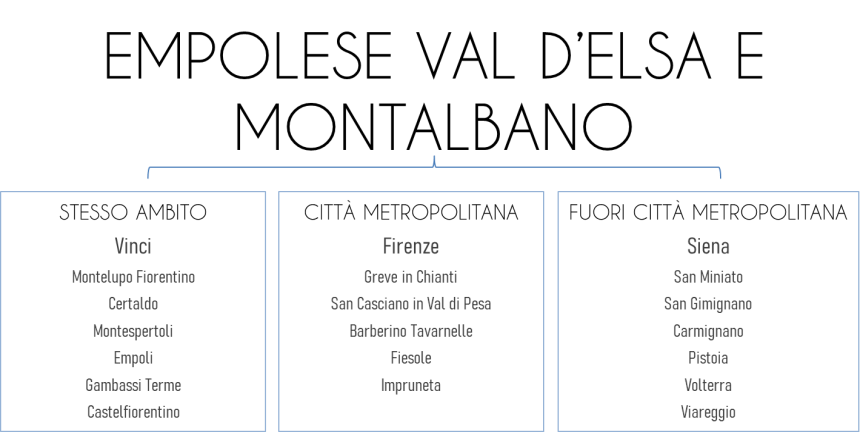 EMPOLESE VAL D’ELSA E
MONTALBANO
STESSO AMBITO
Vinci
Montelupo Fiorentino
Certaldo
Montespertoli
Empoli
Gambassi Terme
Castelfiorentino
CITTÀ METROPOLITANA
Firenze
Greve in Chianti
San Casciano in Val di Pesa
Barberino Tavarnelle
Fiesole
Impruneta
FUORI CITTÀ METROPOLITANA
Siena
San Miniato
San Gimignano
Carmignano
Pistoia
Volterra
Viareggio